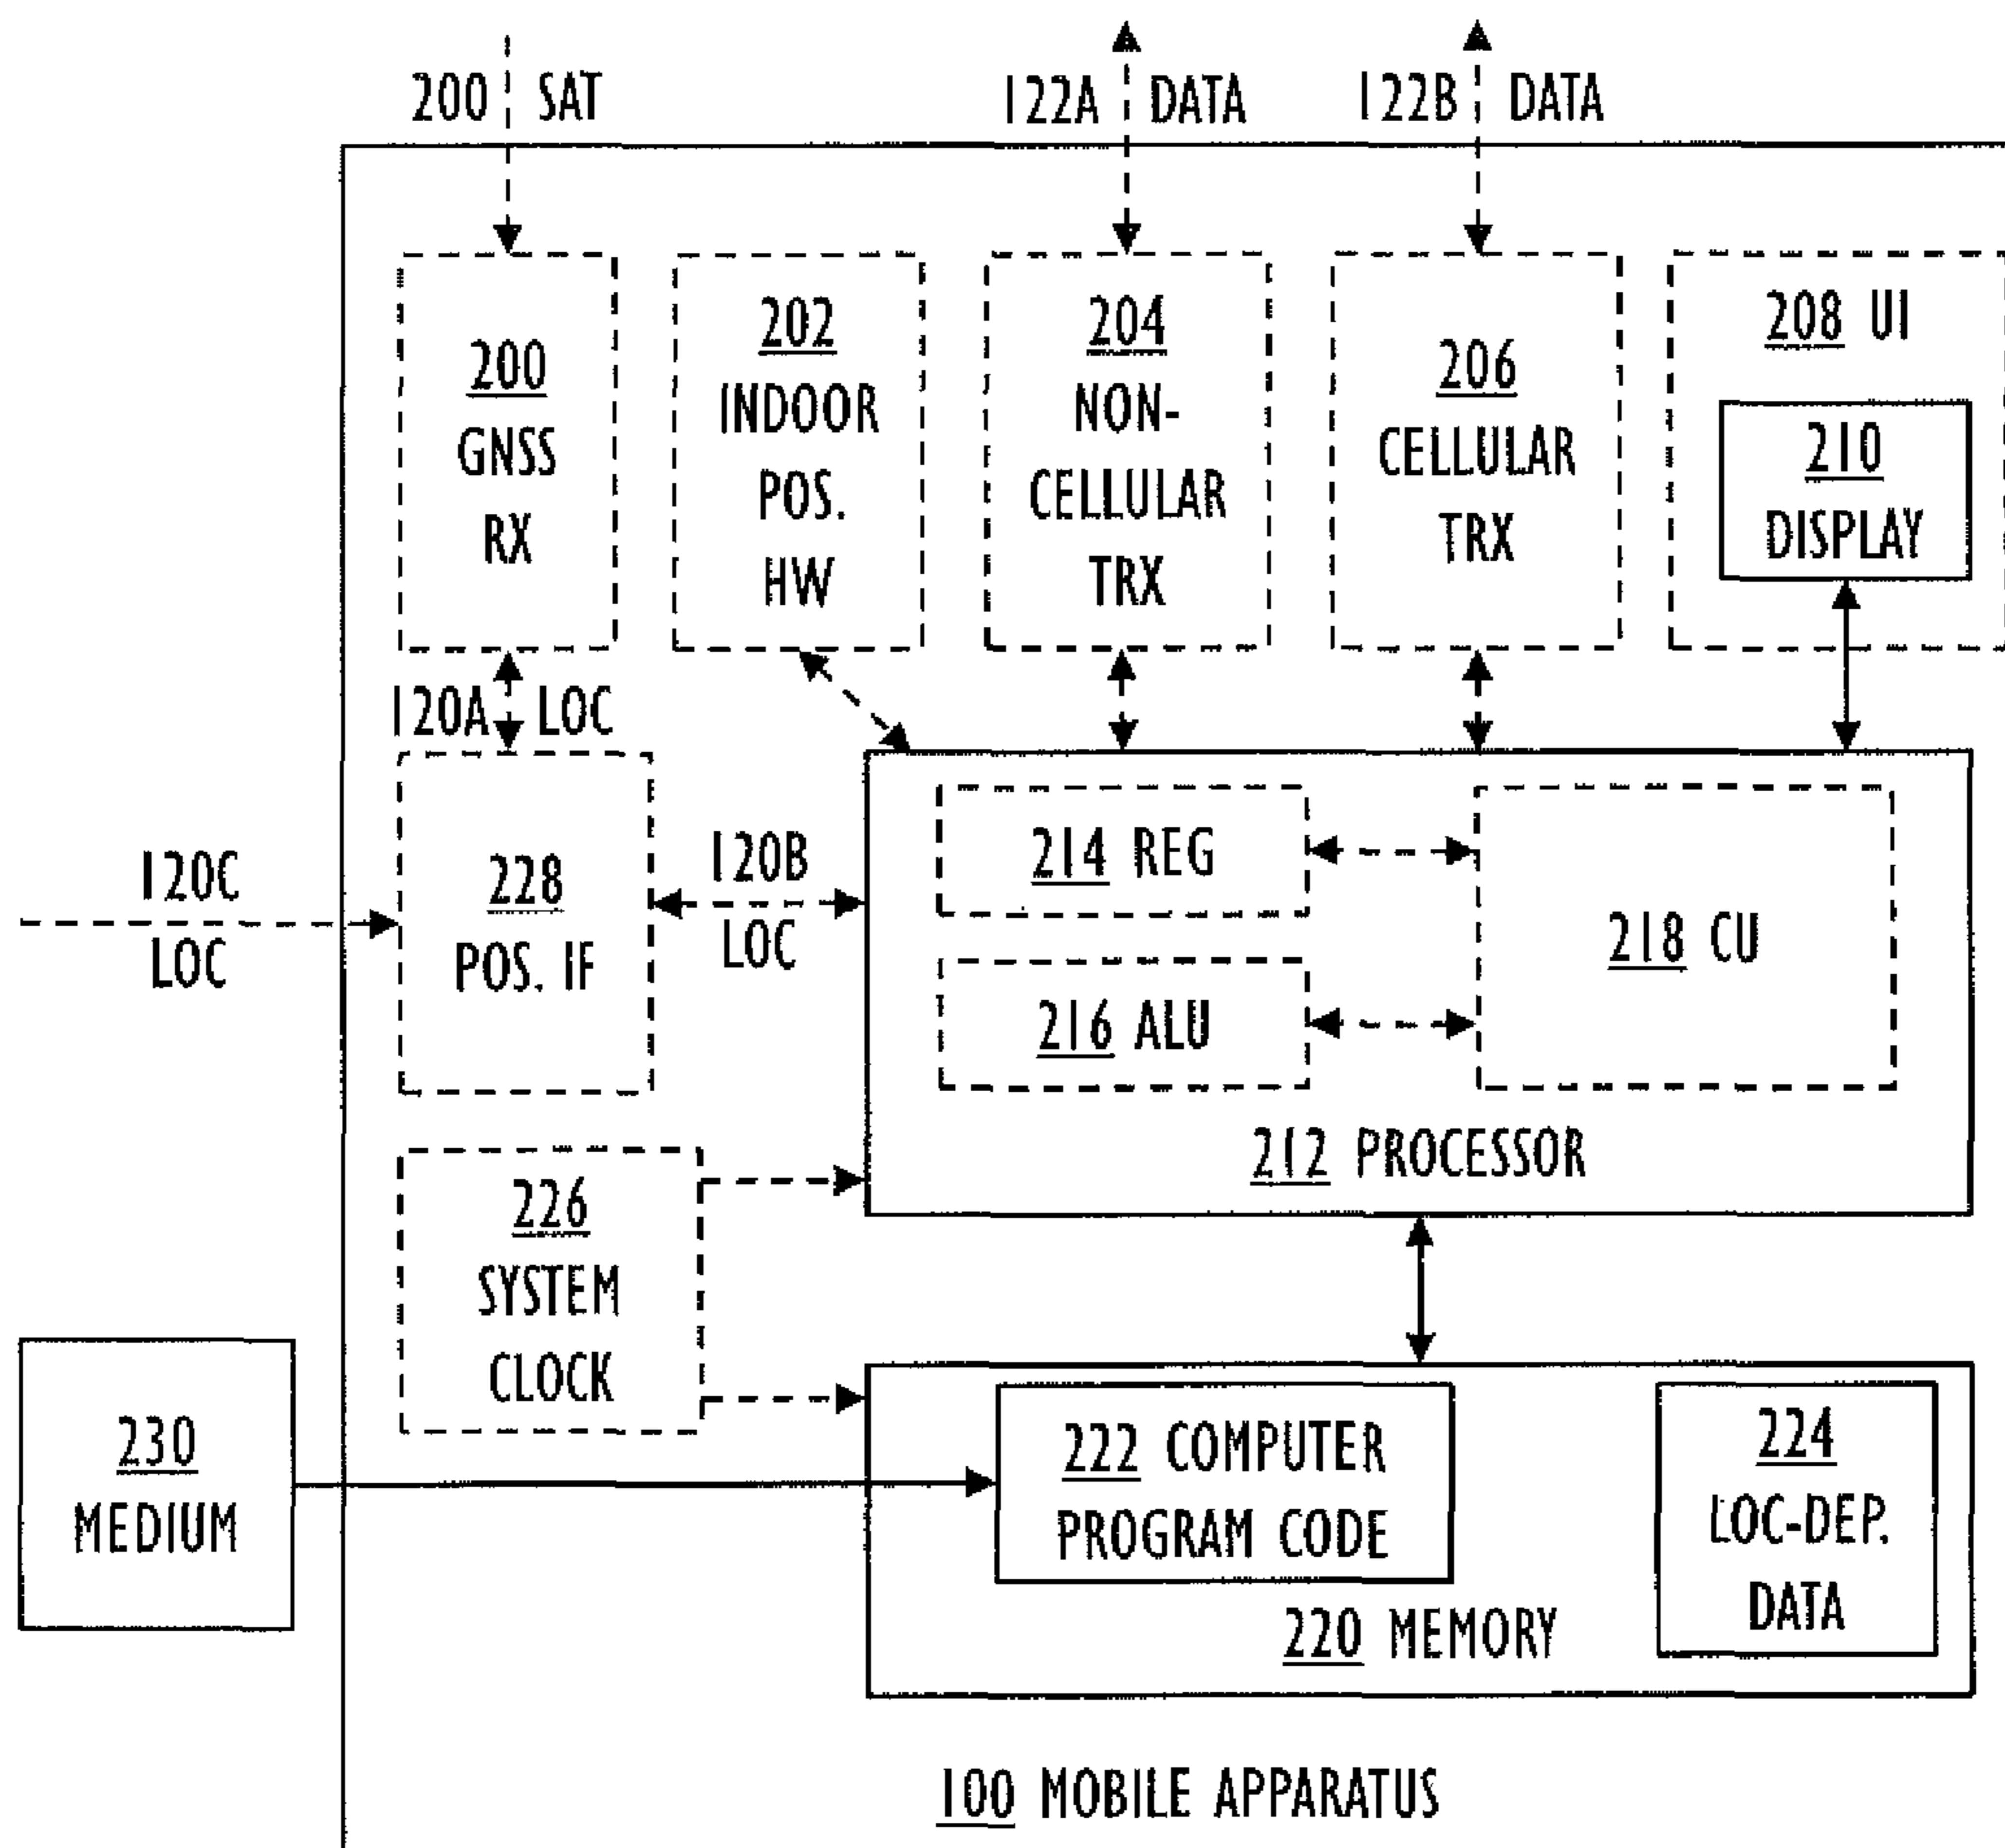 200 SAT
122A DATA
122B DATA
200
GNSS
RX
202
INDOOR
POS.
HW
204
NON-
CELLULAR
TRX
206
CELLULAR
TRX
208 UI
210
DISPLAY
120A LOC
120C
LOC
228
POS. IF
120B
LOC
214 REG
216 ALU
218 CU
212 PROCESSOR
226
SYSTEM
CLOCK
230
MEDIUM
222 COMPUTER
PROGRAM CODE
224
LOC-DEP.
DATA
220 MEMORY
100 MOBILE APPARATUS